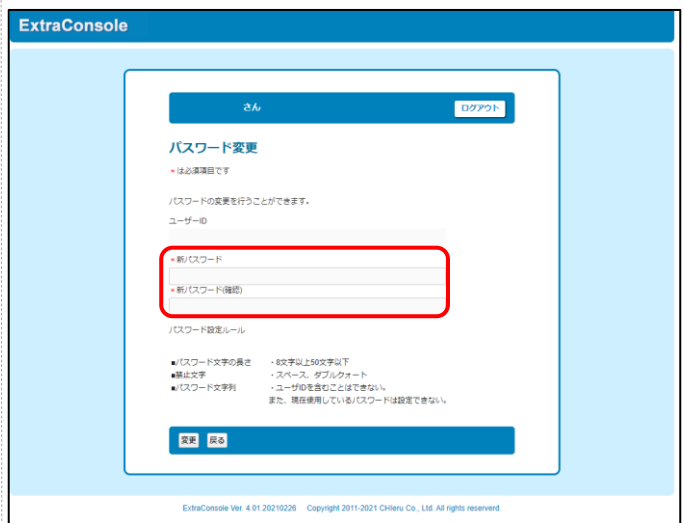 ExtraConsole
さん
ログアウト
パスワード変更
* は必須項目です
パスワードの変更を行うことができます。
ユーザーID
* 新パスワード
* 新パスワード(確認)
パスワード設定ルール
■パスワード文字の長さ ・8文字以上50文字以下
■禁止文字 ・スペース、ダブルクォート
■パスワード文字列 ・ユーザIDを含むことはできない。
また、現在使用しているパスワードは設定できない。
変更 戻る
ExtraConsole Ver. 4.01.20210226 Copyright 2011-2021 CHIeru Co., Ltd. All rights reserverd.